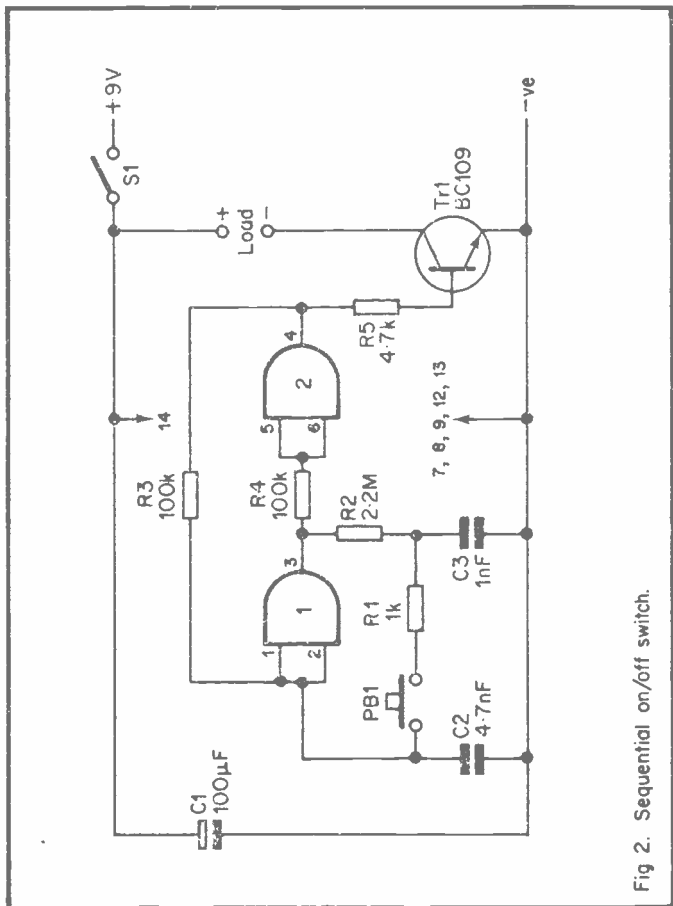 S1
+9V
+
Load
-
Tr1
BC109
-ve
14
R3
100k
4
R5
4·7k
2
5
6
7, 8, 9, 12, 13
R4
100k
R2
2·2M
3
1
1
2
R1
1k
C3
1nF
PB1
C2
4·7nF
C1
100µF
Fig 2. Sequential on/off switch.